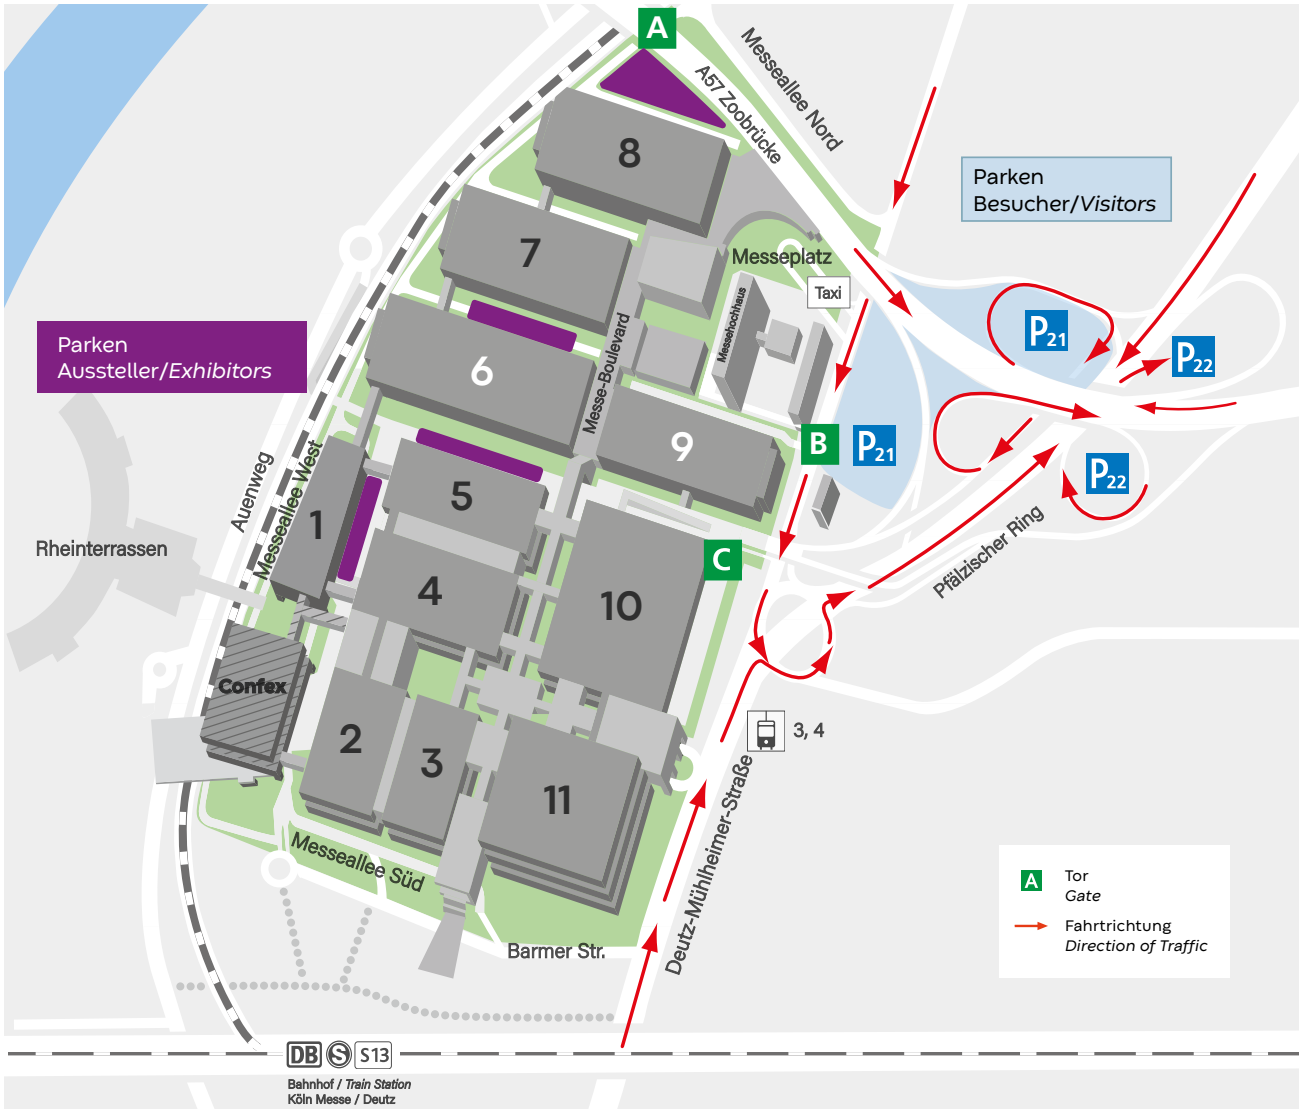 A
Messeallee Nord
A57 Zoobrücke
8
Parken
Besucher/Visitors
7
Messeplatz
Taxi
Messehochhaus
P21
P22
Parken
Aussteller/Exhibitors
6
Messe-Boulevard
9
B
P21
P22
Auenweg
Messeallee West
5
1
Rheinterrassen
C
4
10
Pfälzischer Ring
Confex
2
3
11
3, 4
Deutz-Mühlheimer-Straße
Messeallee Süd
Barmer Str.
A
Tor
Gate
Fahrtrichtung
Direction of Traffic
DB S S13
Bahnhof / Train Station
Köln Messe / Deutz